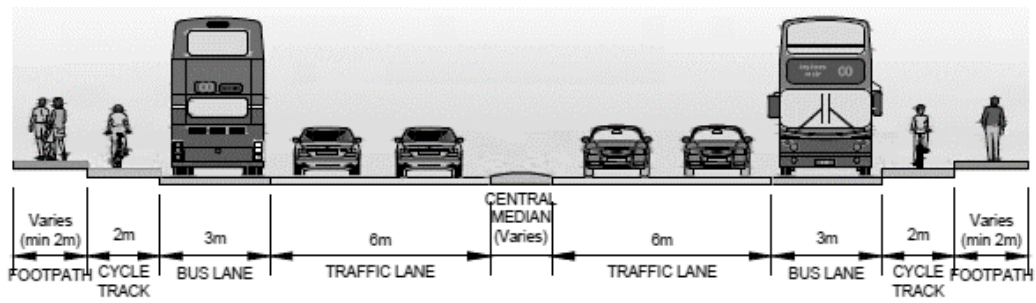 Varies
(min 2m)
FOOTPATH
2m
CYCLE
TRACK
3m
BUS LANE
6m
TRAFFIC LANE
CENTRAL
MEDIAN
(Varies)
6m
TRAFFIC LANE
3m
BUS LANE
2m
CYCLE
TRACK
Varies
(min 2m)
FOOTPATH